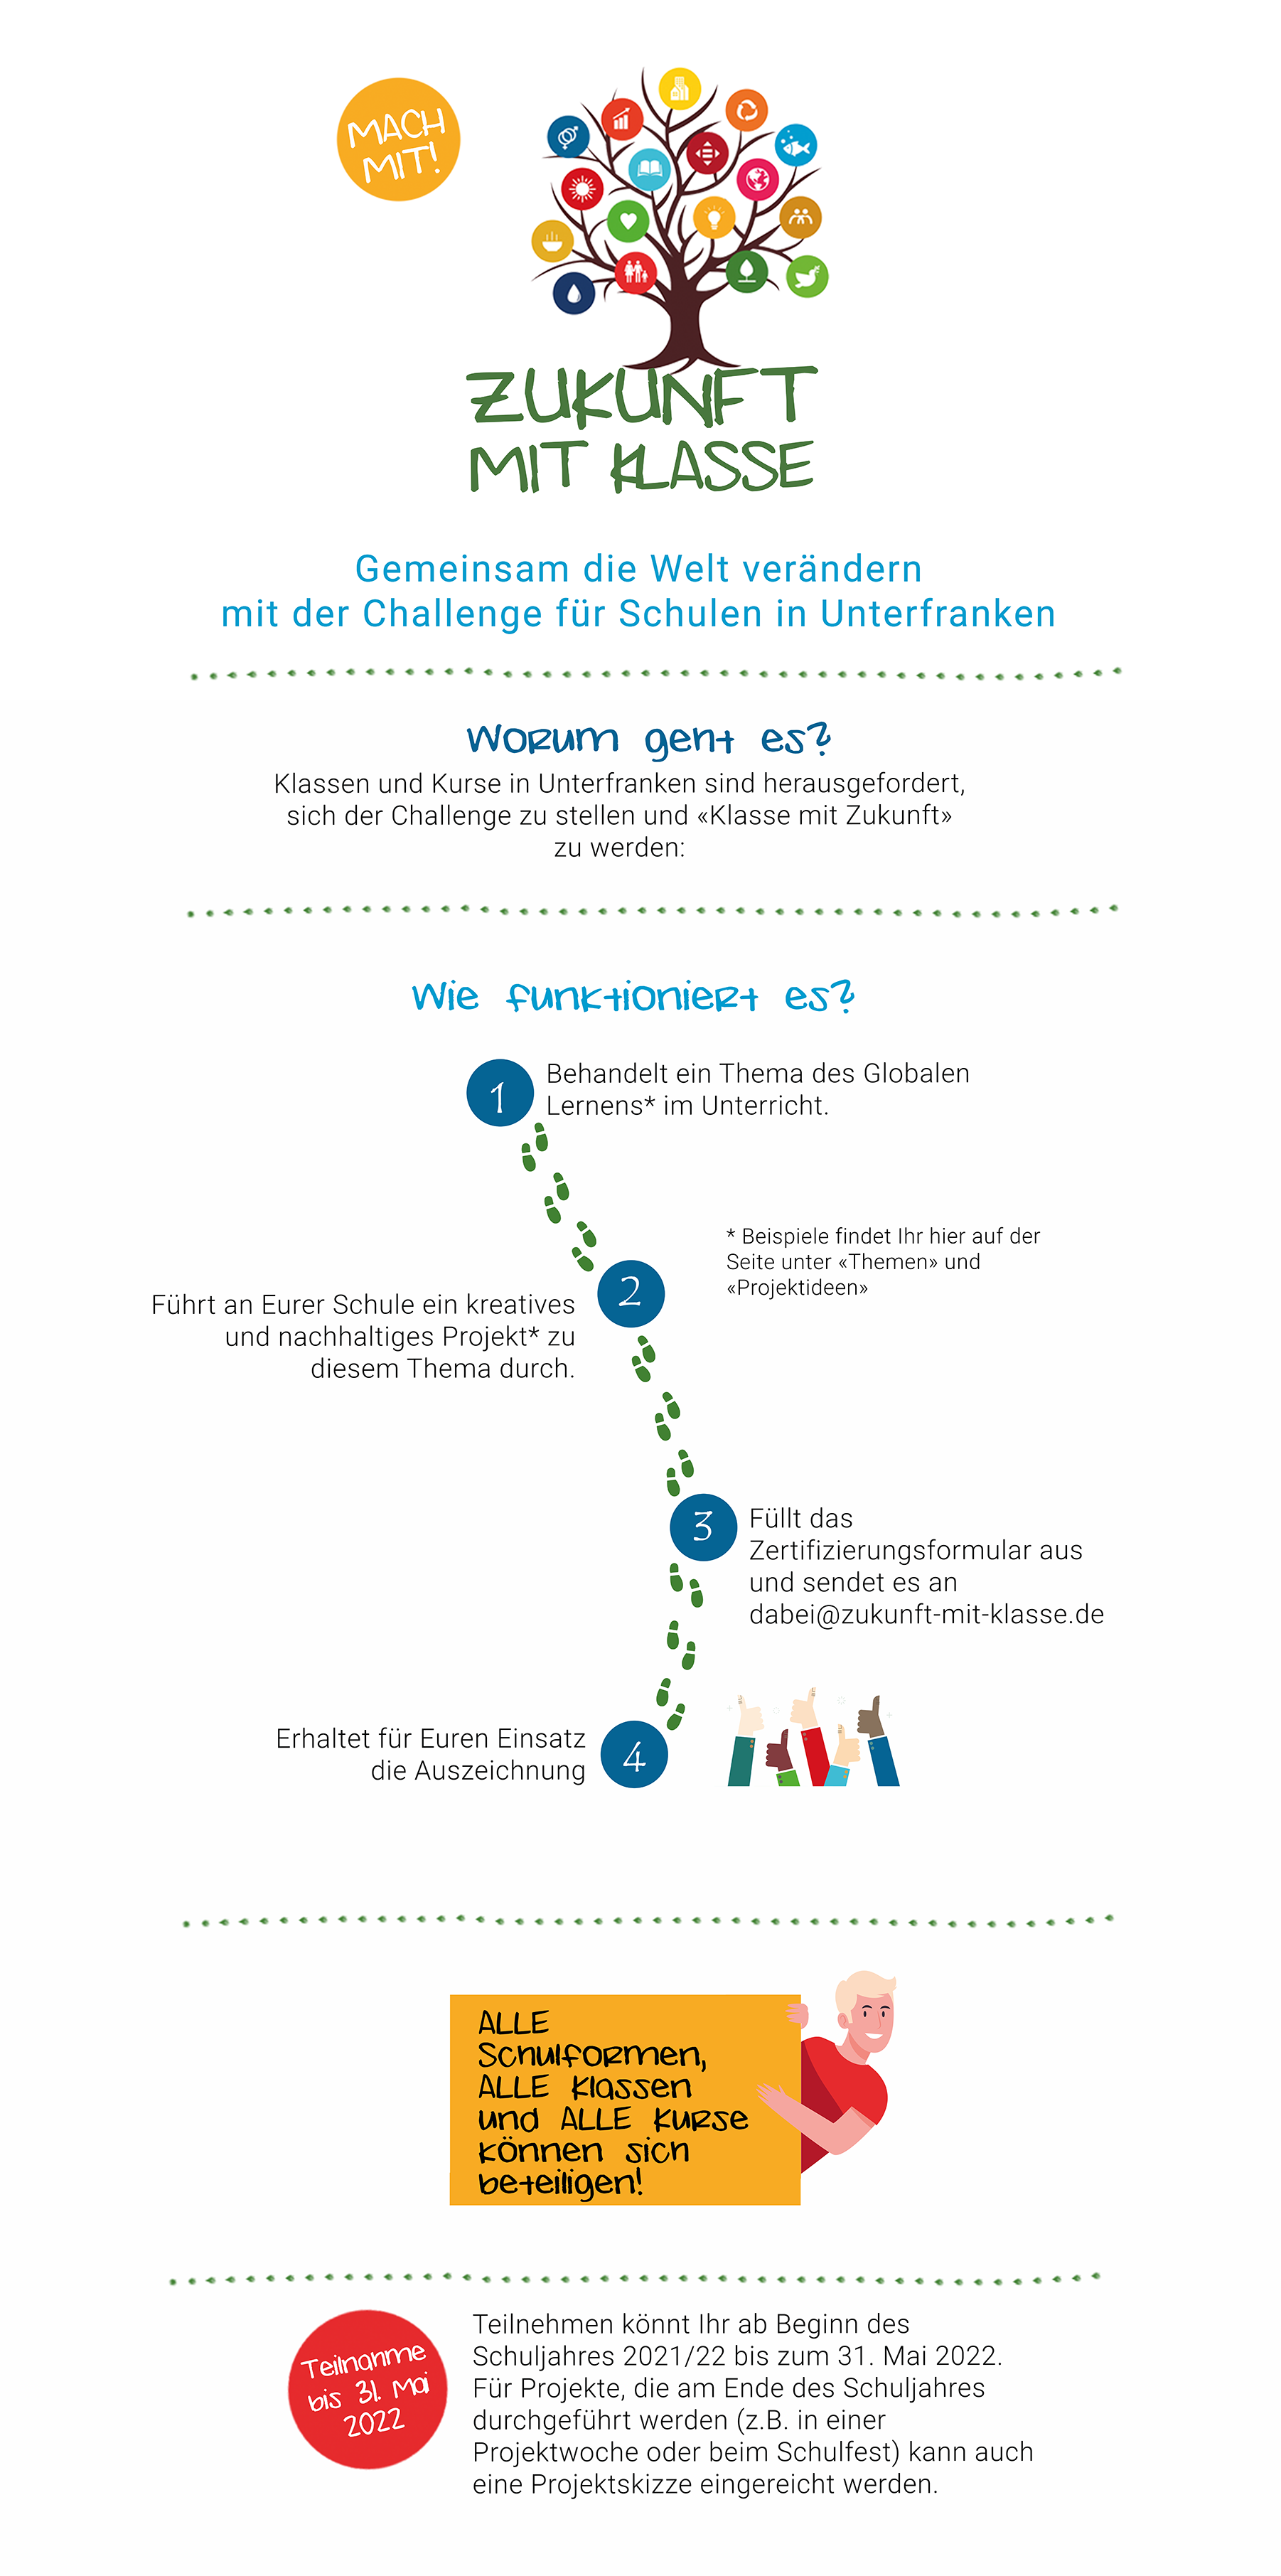 MACH
MIT!
ZUKUNFT
MIT KLASSE
Gemeinsam die Welt verändern
mit der Challenge für Schulen in Unterfranken
Worum geht es?
Klassen und Kurse in Unterfranken sind herausgefordert,
sich der Challenge zu stellen und «Klasse mit Zukunft»
zu werden:
Wie funktioniert es?
1
Behandelt ein Thema des Globalen
Lernens* im Unterricht.
* Beispiele findet Ihr hier auf der
Seite unter «Themen» und
«Projektideen»
2
Führt an Eurer Schule ein kreatives
und nachhaltiges Projekt* zu
diesem Thema durch.
3
Füllt das
Zertifizierungsformular aus
und sendet es an
dabei@zukunft-mit-klasse.de
Erhaltet für Euren Einsatz
die Auszeichnung
4
ALLE
Schulformen,
ALLE Klassen
und ALLE Kurse
können sich
beteiligen!
Teilnahme
bis 31. Mai
2022
Teilnehmen könnt Ihr ab Beginn des
Schuljahres 2021/22 bis zum 31. Mai 2022.
Für Projekte, die am Ende des Schuljahres
durchgeführt werden (z.B. in einer
Projektwoche oder beim Schulfest) kann auch
eine Projektskizze eingereicht werden.